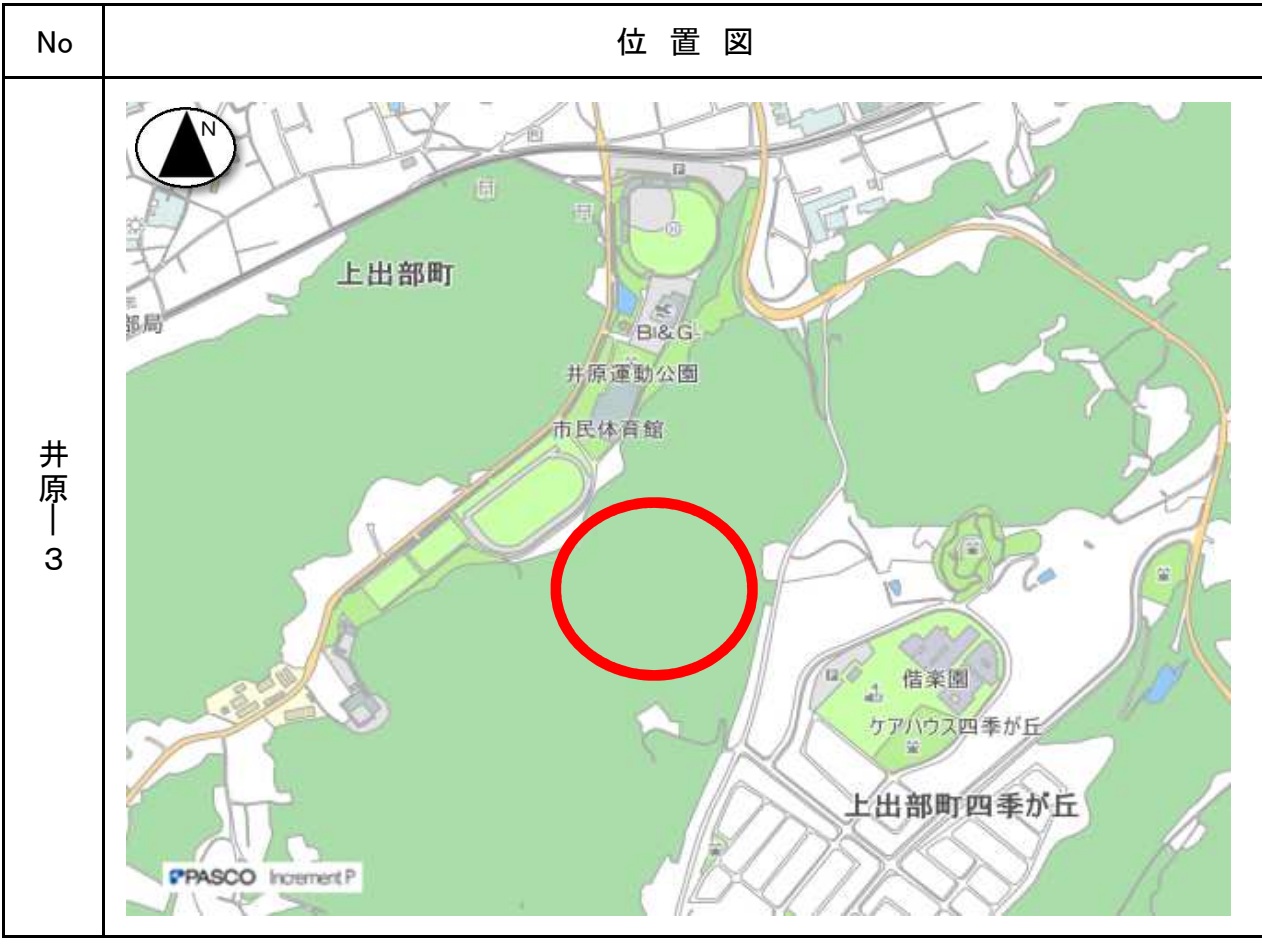 No
位 置 図
井原―3
N
上出部町
部局
P
B&G
井原運動公園
市民体育館
偕楽園
P
ケアハウス四季が丘
上出部町四季が丘
PASCO Increment P